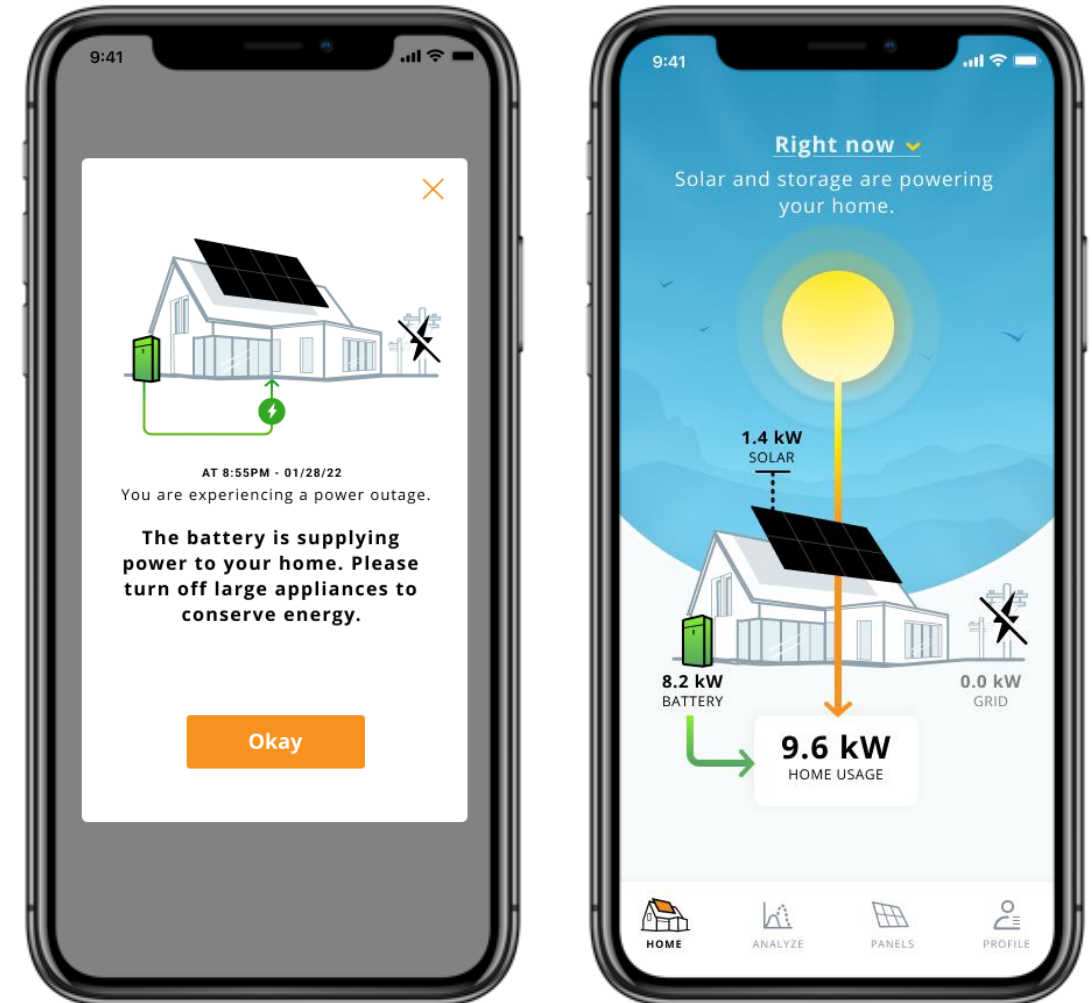 9:41
AT 8:55PM - 01/28/22
You are experiencing a power outage.
The battery is supplying
power to your home. Please
turn off large appliances to
conserve energy.
Okay
9:41
Right now
Solar and storage are powering
your home.
1.4 kW
SOLAR
8.2 kW
BATTERY
0.0 kW
GRID
9.6 kW
HOME USAGE
HOME
ANALYZE
PANELS
PROFILE